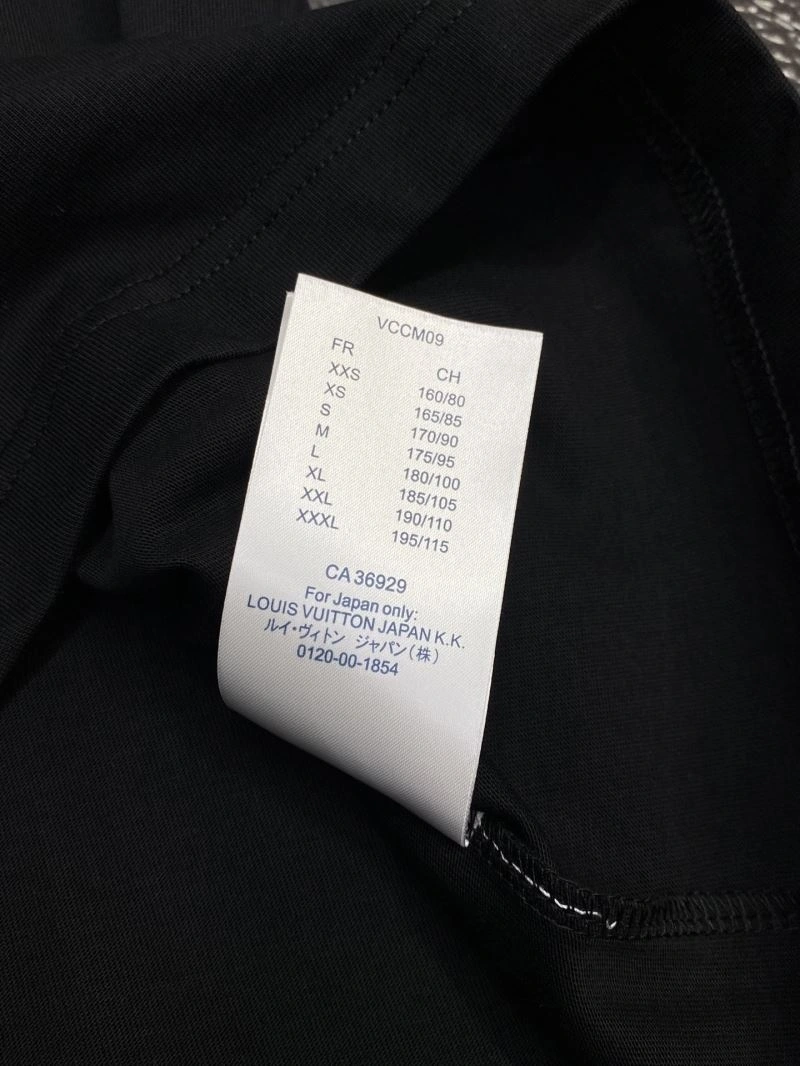 VCCM09
FR CH
XXS 160/80
XS 165/85
S 170/90
M 175/95
L 180/100
XL 185/105
XXL 190/110
XXXL 195/115
CA 36929
For Japan only:
LOUIS VUITTON JAPAN K.K.
ルイ・ヴィトン ジャパン(株)
0120-00-1854